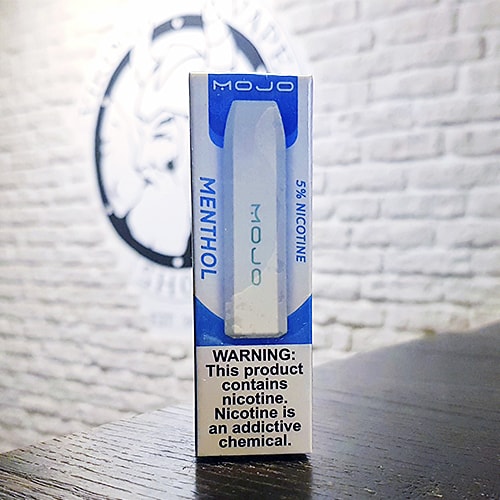 MOJO
MENTHOL
MOJO
5% NICOTINE
WARNING:
This product
contains
nicotine.
Nicotine is
an addictive
chemical.